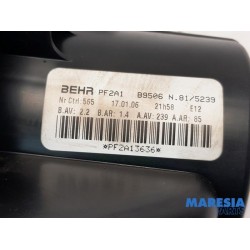 BEHR PF2A1 B9506 N.81/5239
Nr Ctrl:565 17.01.06 21h58 E12
B.AV: 2.2 B.AR: 1.4 A.AV: 239 A.AR: 85
*PF2A13636*
MARESIA